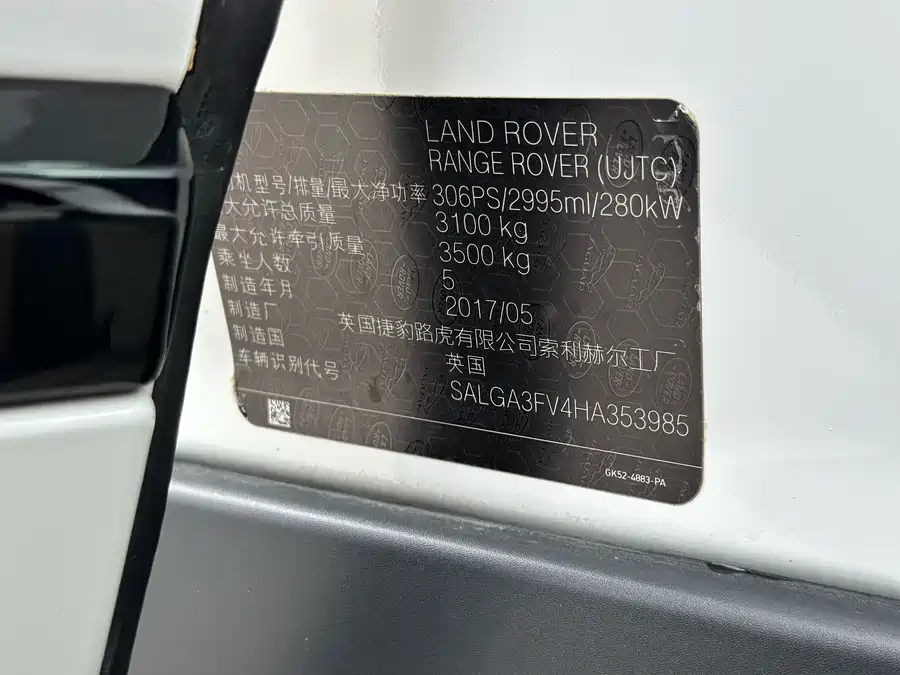 LAND ROVER
RANGE ROVER (UJTC)
机型号/排量/最大净功率 306PS/2995ml/280kW
大允许总质量 3100 kg
最大允许牵引质量 3500 kg
乘坐人数 5
制造年月 2017/05
制造厂 英国捷豹路虎有限公司索利赫尔工厂
制造国 英国
车辆识别代号 SALGA3FV4HA353985
GK52-4883-PA